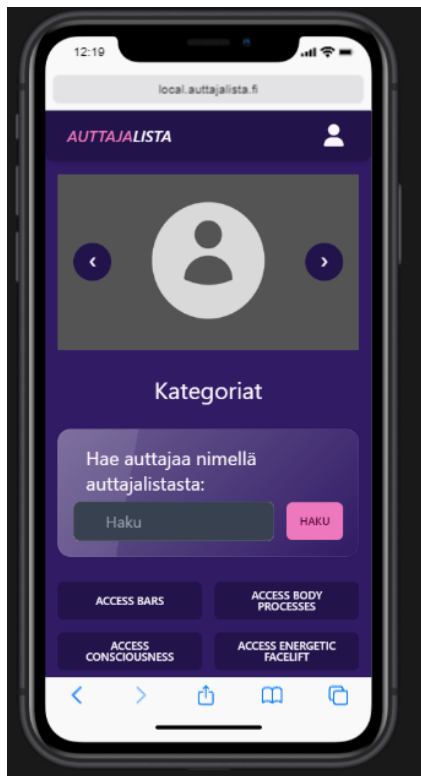 12:19
local.auttajalista.fi
AUTTAJALISTA
Kategoriat
Hae auttajaa nimellä
auttajalistasta:
Haku
HAKU
ACCESS BARS
ACCESS BODY
PROCESSES
ACCESS
CONSCIOUSNESS
ACCESS ENERGETIC
FACELIFT